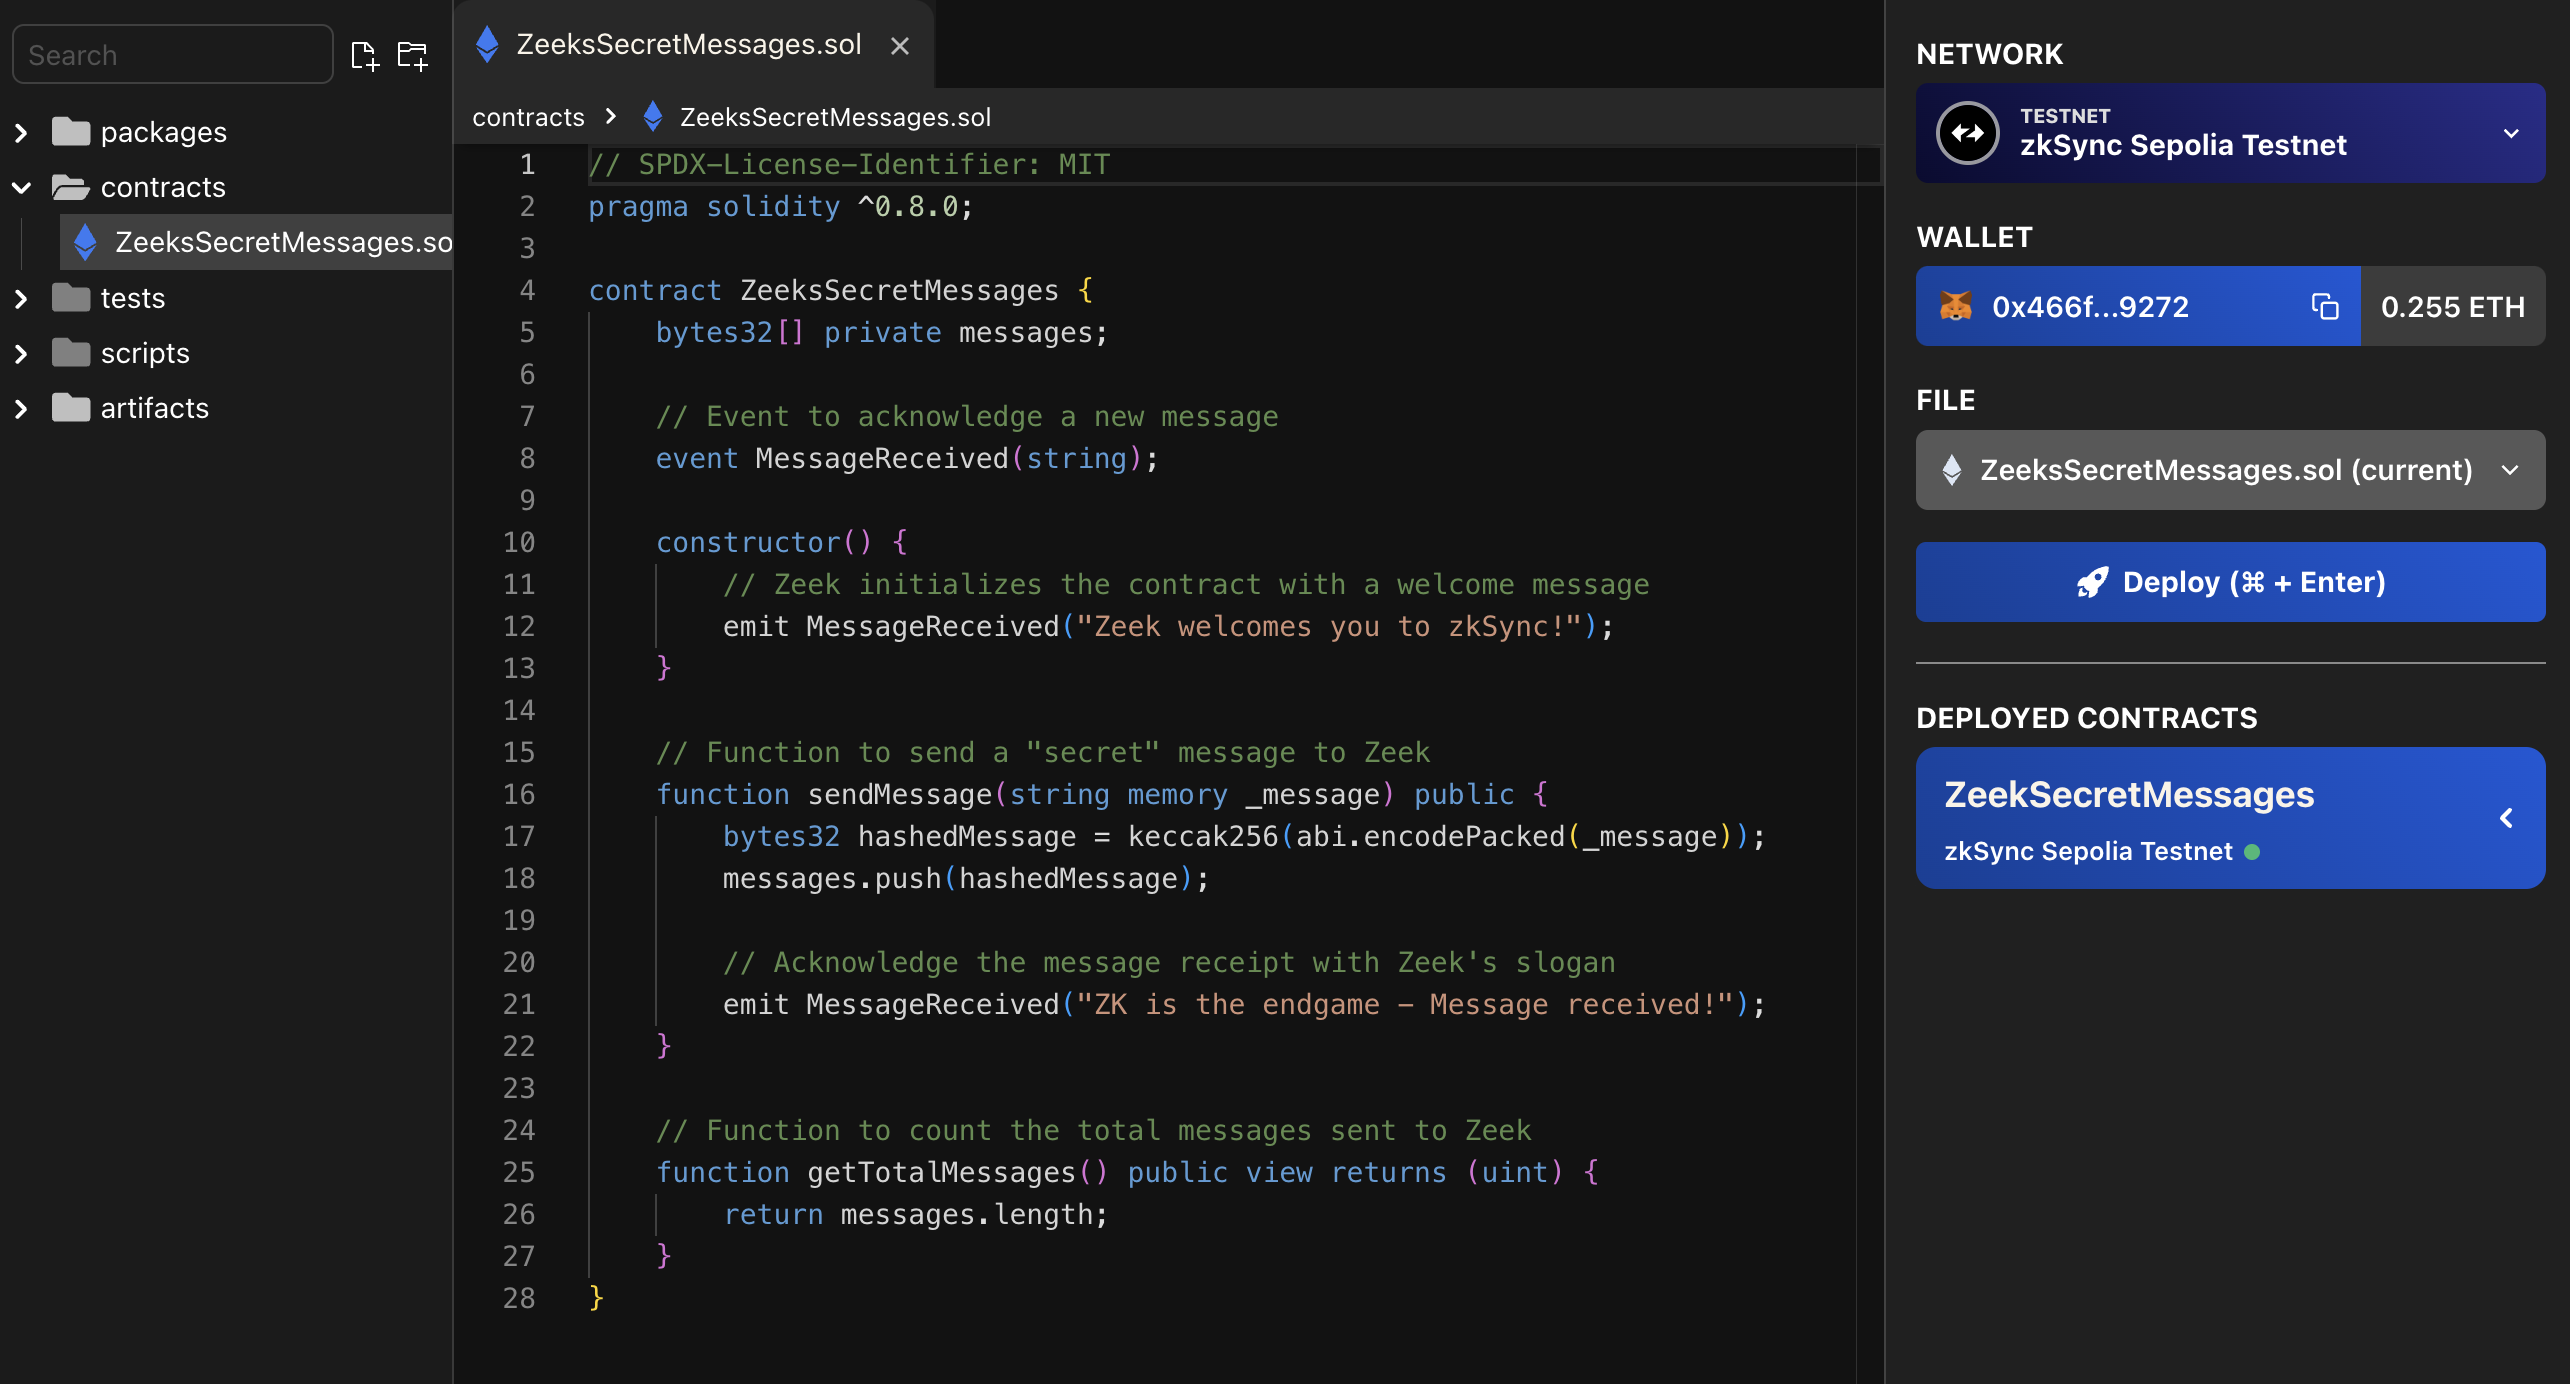 Search
packages
contracts
ZeeksSecretMessages.so
tests
scripts
artifacts
ZeeksSecretMessages.sol
contracts > ZeeksSecretMessages.sol
1 // SPDX-License-Identifier: MIT
2 pragma solidity ^0.8.0;
3
4 contract ZeeksSecretMessages {
5     bytes32[] private messages;
6
7     // Event to acknowledge a new message
8     event MessageReceived(string);
9
10     constructor() {
11         // Zeek initializes the contract with a welcome message
12         emit MessageReceived("Zeek welcomes you to zkSync!");
13     }
14
15     // Function to send a "secret" message to Zeek
16     function sendMessage(string memory _message) public {
17         bytes32 hashedMessage = keccak256(abi.encodePacked(_message));
18         messages.push(hashedMessage);
19
20         // Acknowledge the message receipt with Zeek's slogan
21         emit MessageReceived("ZK is the endgame - Message received!");
22     }
23
24     // Function to count the total messages sent to Zeek
25     function getTotalMessages() public view returns (uint) {
26         return messages.length;
27     }
28 }
NETWORK
TESTNET
zkSync Sepolia Testnet
WALLET
0x466f...9272 0.255 ETH
FILE
ZeeksSecretMessages.sol (current)
Deploy (⌘ + Enter)
DEPLOYED CONTRACTS
ZeekSecretMessages
zkSync Sepolia Testnet